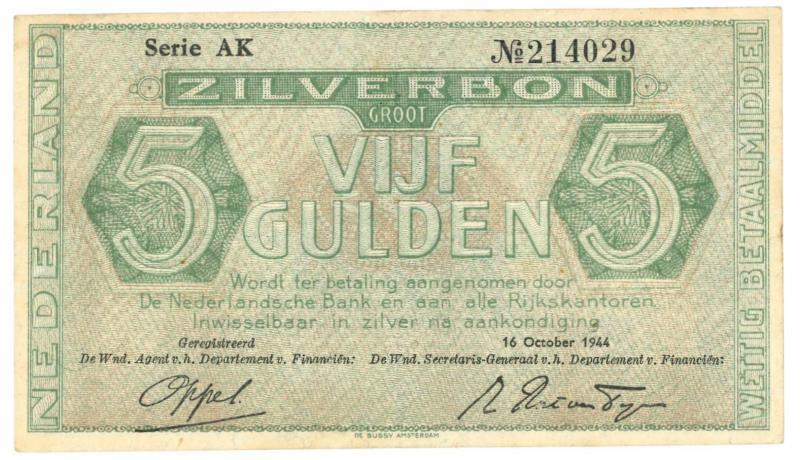 Serie AK № 214029
ZILVERBON
GROOT
5 VIJF GULDEN 5
Wordt ter betaling aangenomen door
De Nederlandsche Bank en aan alle Rijkskantoren.
Inwisselbaar in zilver na aankondiging.
Geregistreerd 16 October 1944
De Wnd. Agent v.h. Departement v. Financiën: De Wnd. Secretaris-Generaal v.h. Departement v. Financiën:
Oppel.
DE BUSSY AMSTERDAM
NEDERLAND
WETTIG BETAALMIDDEL